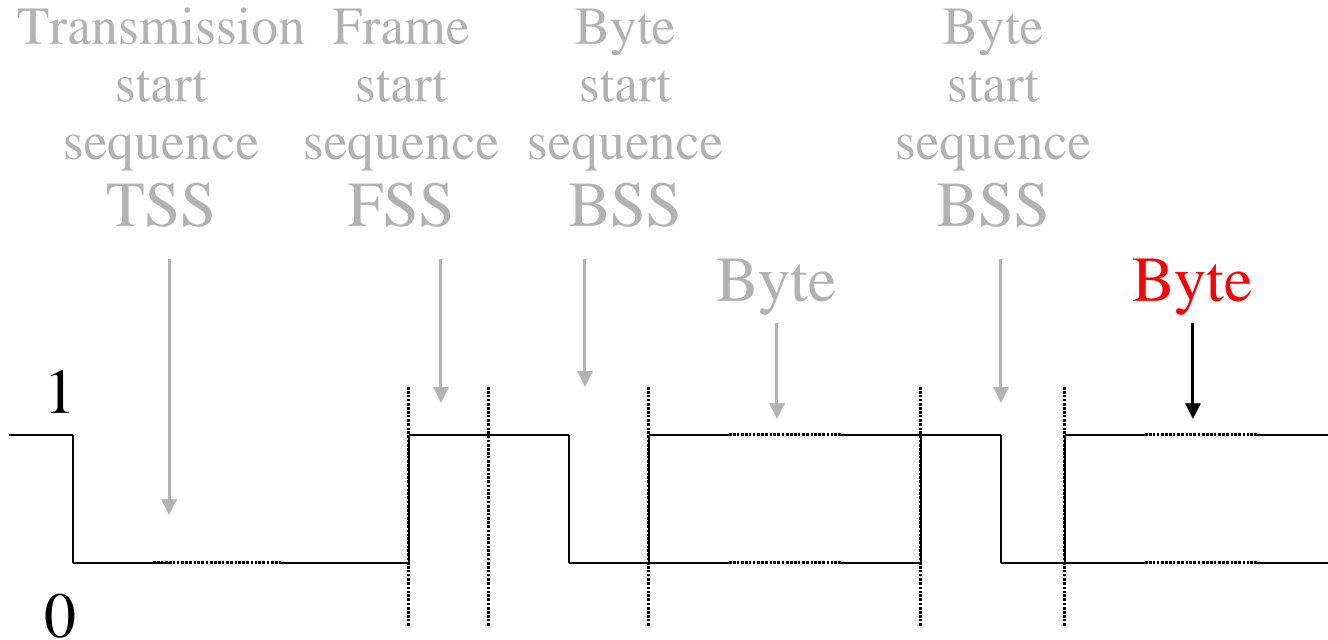 Transmission
start
sequence
TSS
Frame
start
sequence
FSS
Byte
start
sequence
BSS
Byte
Byte
start
sequence
BSS
Byte
1
0